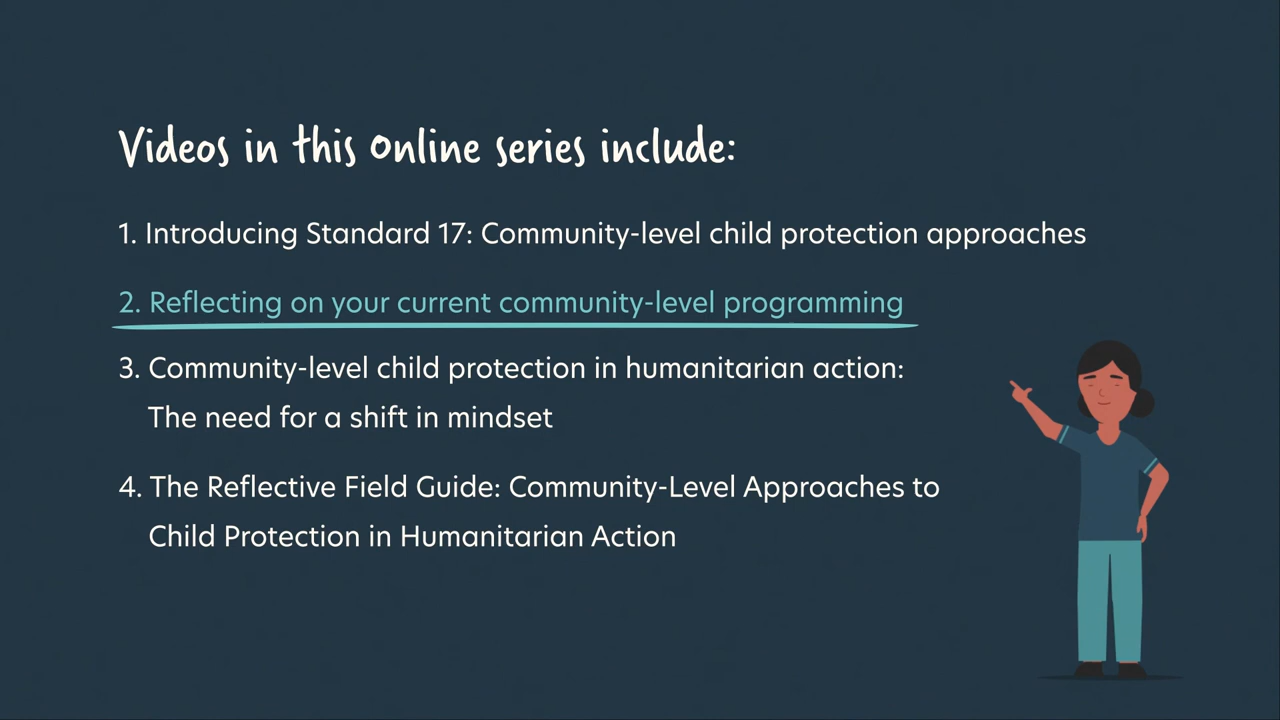 Videos in this Online series include:
1. Introducing Standard 17: Community-level child protection approaches
2. Reflecting on your current community-level programming
3. Community-level child protection in humanitarian action:
The need for a shift in mindset
4. The Reflective Field Guide: Community-Level Approaches to
Child Protection in Humanitarian Action